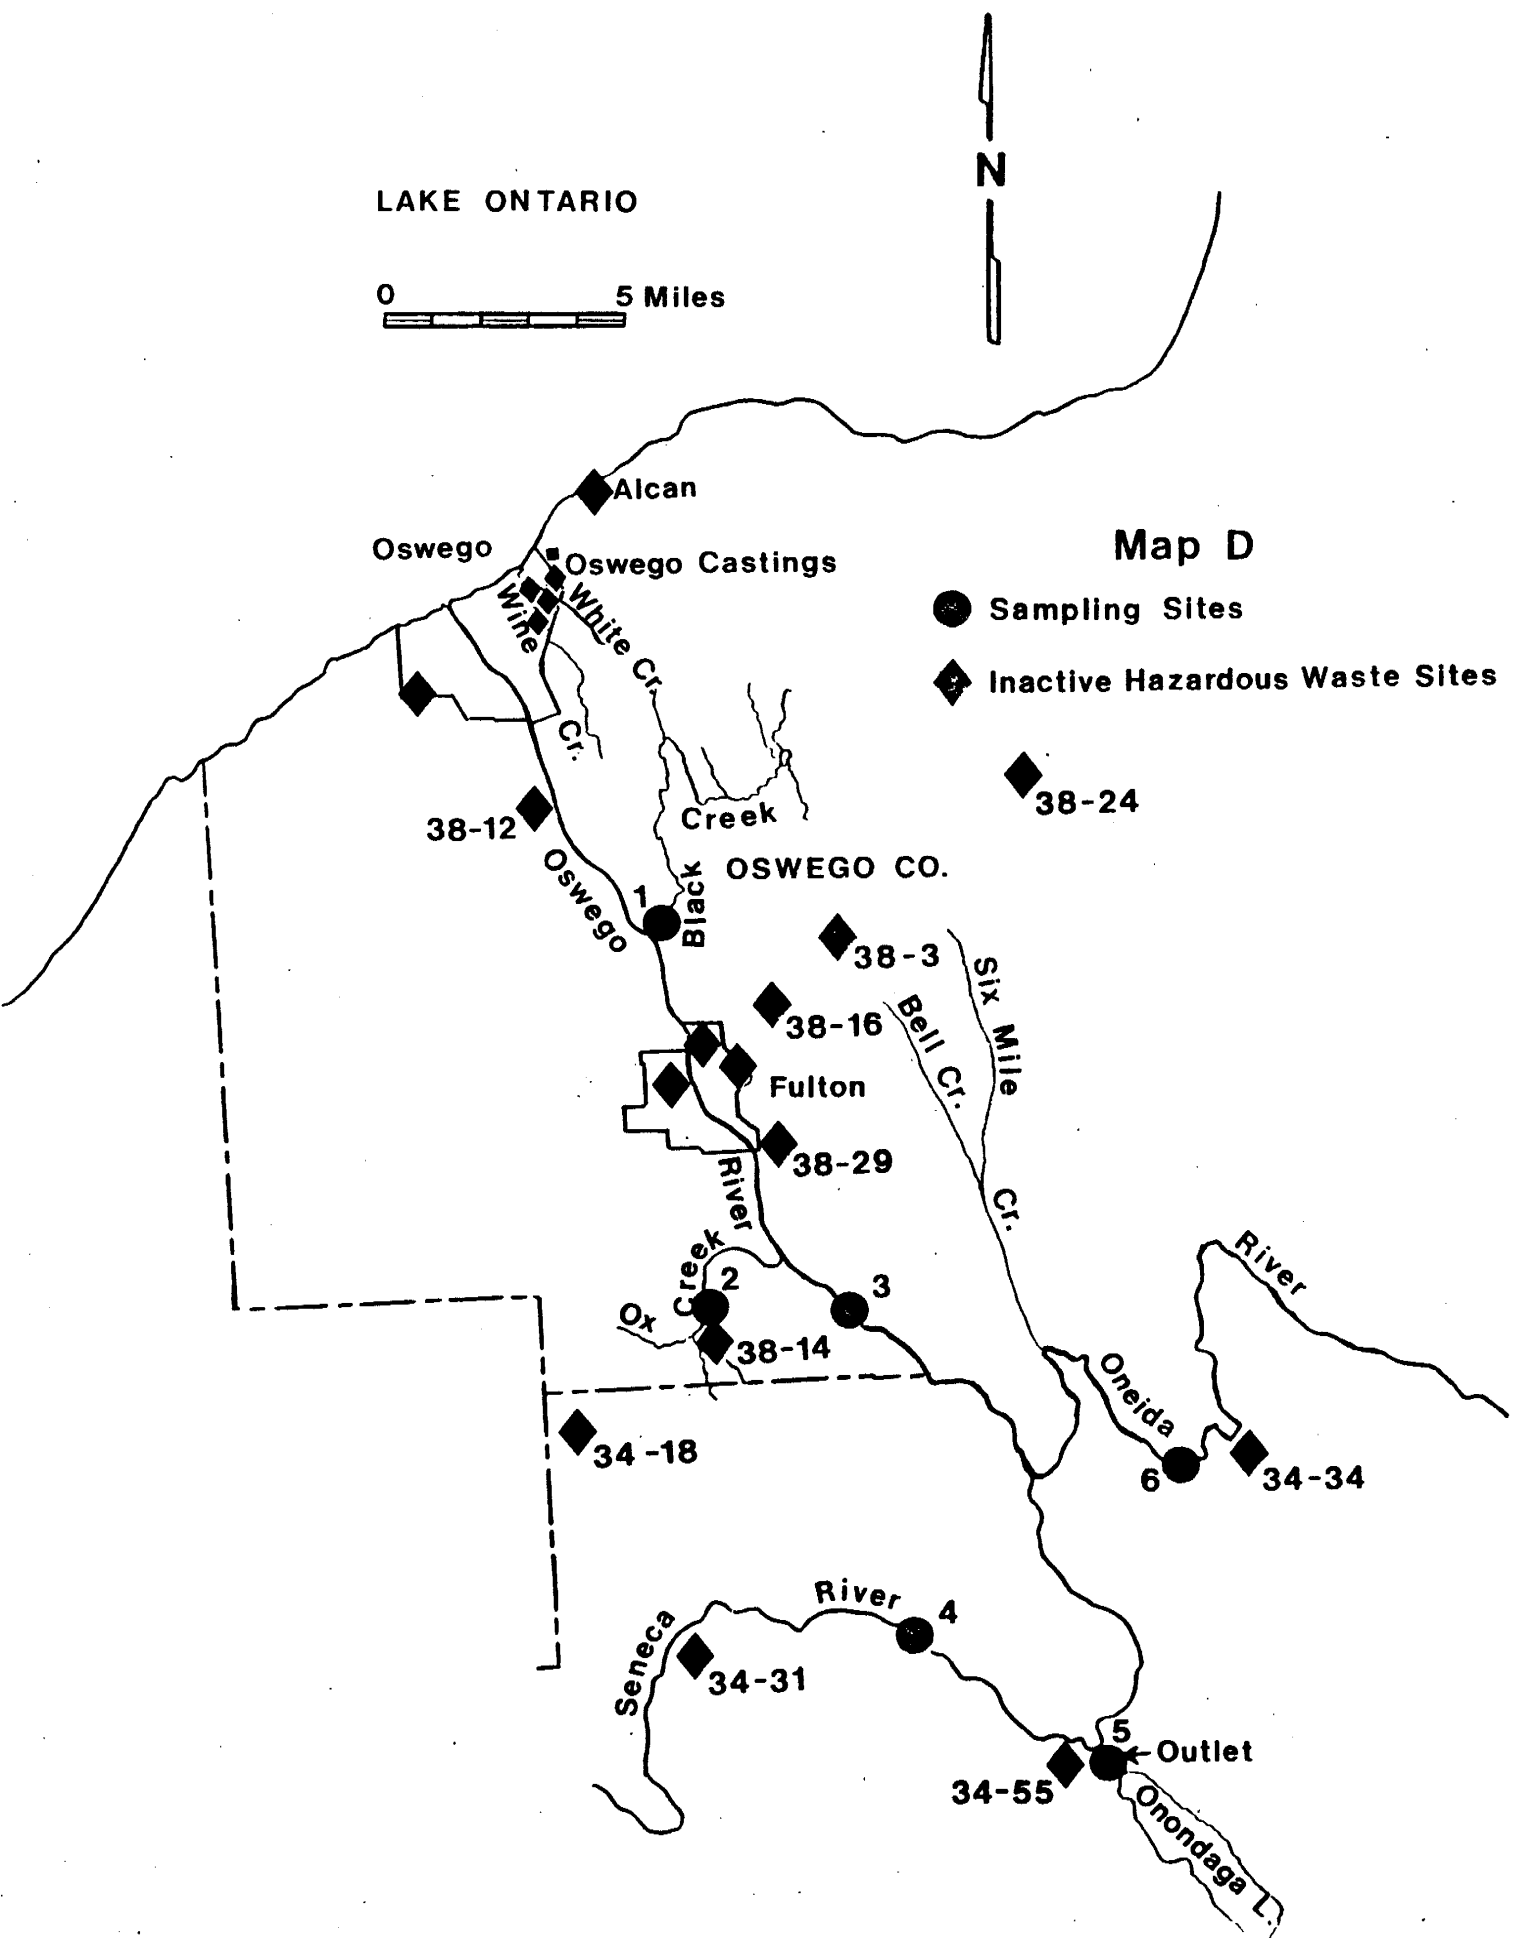 N
LAKE ONTARIO
0 5 Miles
Alcan
Oswego
Oswego Castings
Map D
Sampling Sites
Inactive Hazardous Waste Sites
Wine
Cr.
White Cr.
38-24
38-12
Creek
OSWEGO CO.
Oswego
1
Black
38-3
38-16
Six Mile
Bell Cr.
Fulton
38-29
River
Cr.
River
Creek
2
3
Ox
38-14
Oneida
34-18
6
34-34
River
4
Seneca
34-31
5
Outlet
34-55
Onondaga L.